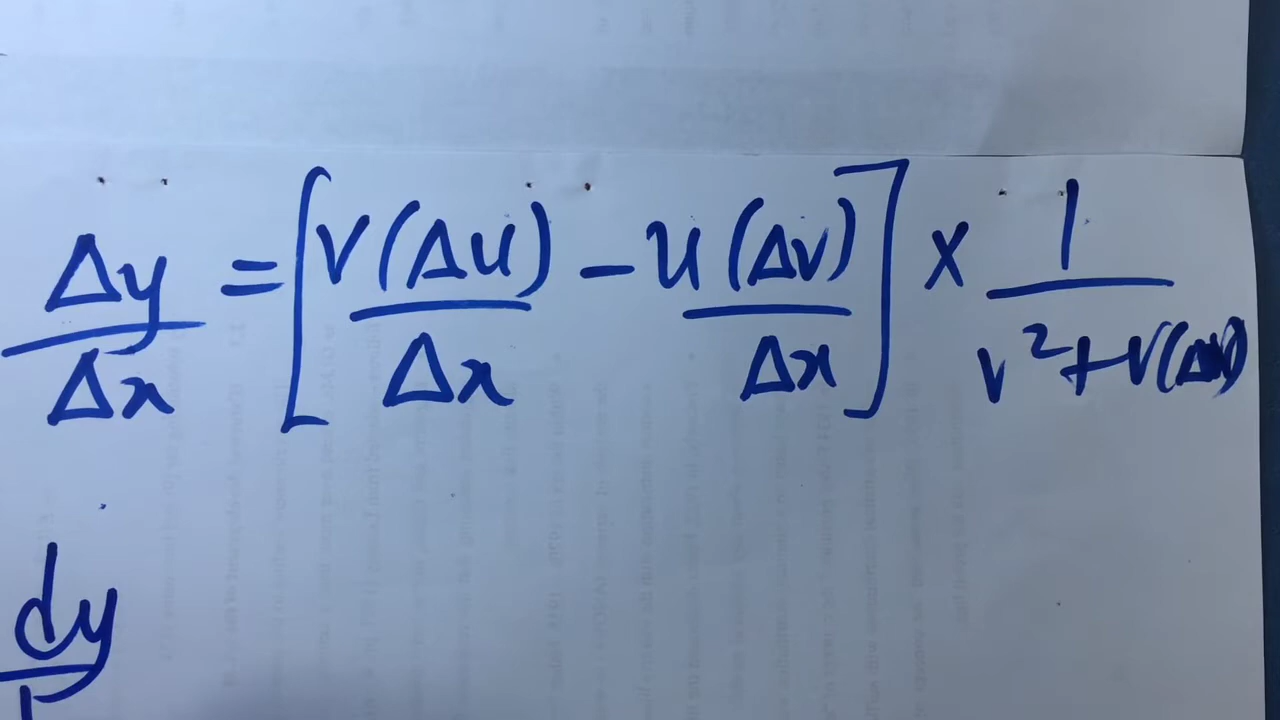 Δy/Δx = [V(Δu)/Δx - u(Δv)/Δx] × 1/(v²+v(Δv))
dy